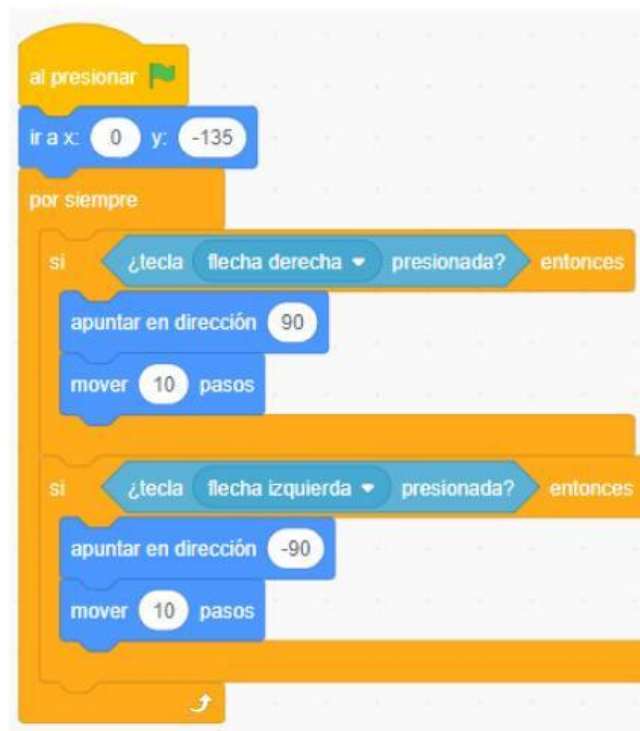 al presionar
ir a x: 0 y: -135
por siempre
si ¿tecla flecha derecha presionada? entonces
apuntar en dirección 90
mover 10 pasos
si ¿tecla flecha izquierda presionada? entonces
apuntar en dirección -90
mover 10 pasos